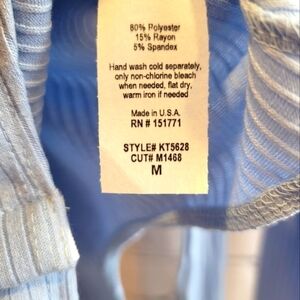 80% Polyester
15% Rayon
5% Spandex
Hand wash cold separately,
only non-chlorine bleach
when needed, flat dry,
warm iron if needed
Made in U.S.A.
RN # 151771
STYLE# KT5628
CUT# M1468
M